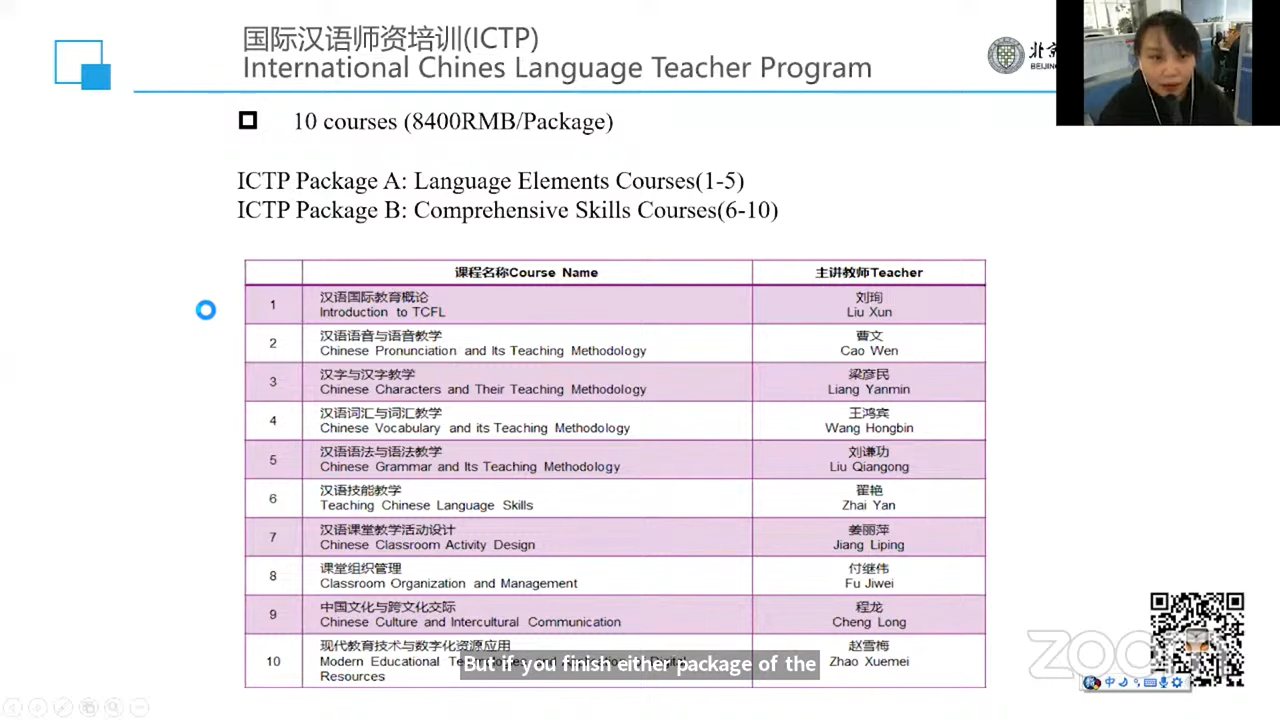 国际汉语师资培训(ICTP)
International Chines Language Teacher Program
北京
BEIJING
10 courses (8400RMB/Package)
ICTP Package A: Language Elements Courses(1-5)
ICTP Package B: Comprehensive Skills Courses(6-10)
课程名称Course Name 主讲教师Teacher
1 汉语国际教育概论 刘珣
Introduction to TCFL Liu Xun
2 汉语语音与语音教学 曹文
Chinese Pronunciation and Its Teaching Methodology Cao Wen
3 汉字与汉字教学 梁彦民
Chinese Characters and Their Teaching Methodology Liang Yanmin
4 汉语词汇与词汇教学 王鸿宾
Chinese Vocabulary and its Teaching Methodology Wang Hongbin
5 汉语语法与语法教学 刘谦功
Chinese Grammar and Its Teaching Methodology Liu Qiangong
6 汉语技能教学 翟艳
Teaching Chinese Language Skills Zhai Yan
7 汉语课堂教学活动设计 姜丽萍
Chinese Classroom Activity Design Jiang Liping
8 课堂组织管理 付继伟
Classroom Organization and Management Fu Jiwei
9 中国文化与跨文化交际 程龙
Chinese Culture and Intercultural Communication Cheng Long
10 现代教育技术与数字化资源应用 赵雪梅
Modern Educational Zhao Xuemei
Resources
But if you finish either package of the
zoom
中